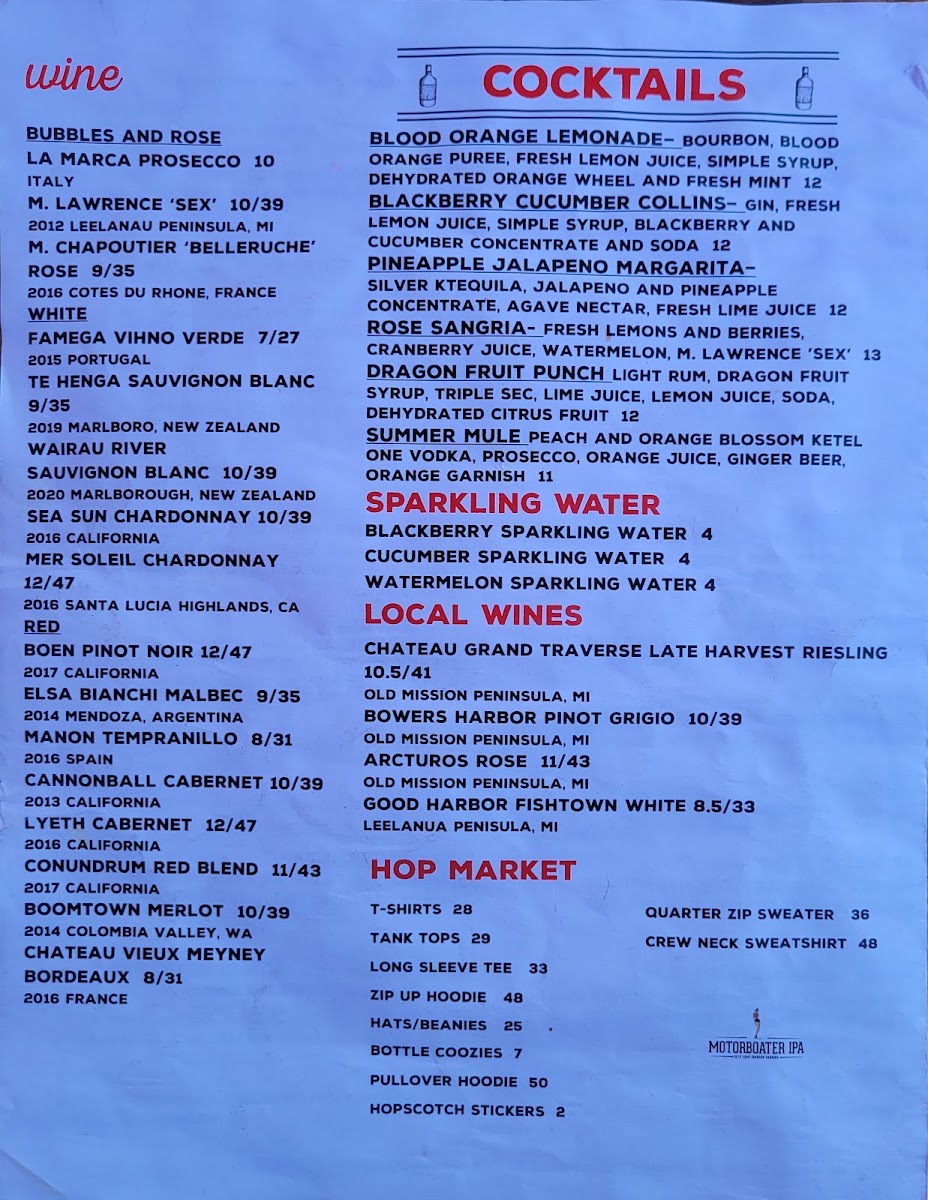 wine
BUBBLES AND ROSE
LA MARCA PROSECCO 10
ITALY
M. LAWRENCE 'SEX' 10/39
2012 LEELANAU PENINSULA, MI
M. CHAPOUTIER 'BELLERUCHE'
ROSE 9/35
2016 COTES DU RHONE, FRANCE
WHITE
FAMEGA VIHNO VERDE 7/27
2015 PORTUGAL
TE HENGA SAUVIGNON BLANC
9/35
2019 MARLBORO, NEW ZEALAND
WAIRAU RIVER
SAUVIGNON BLANC 10/39
2020 MARLBOROUGH, NEW ZEALAND
SEA SUN CHARDONNAY 10/39
2016 CALIFORNIA
MER SOLEIL CHARDONNAY
12/47
2016 SANTA LUCIA HIGHLANDS, CA
RED
BOEN PINOT NOIR 12/47
2017 CALIFORNIA
ELSA BIANCHI MALBEC 9/35
2014 MENDOZA, ARGENTINA
MANON TEMPRANILLO 8/31
2016 SPAIN
CANNONBALL CABERNET 10/39
2013 CALIFORNIA
LYETH CABERNET 12/47
2016 CALIFORNIA
CONUNDRUM RED BLEND 11/43
2017 CALIFORNIA
BOOMTOWN MERLOT 10/39
2014 COLOMBIA VALLEY, WA
CHATEAU VIEUX MEYNEY
BORDEAUX 8/31
2016 FRANCE
COCKTAILS
BLOOD ORANGE LEMONADE- BOURBON, BLOOD
ORANGE PUREE, FRESH LEMON JUICE, SIMPLE SYRUP,
DEHYDRATED ORANGE WHEEL AND FRESH MINT 12
BLACKBERRY CUCUMBER COLLINS- GIN, FRESH
LEMON JUICE, SIMPLE SYRUP, BLACKBERRY AND
CUCUMBER CONCENTRATE AND SODA 12
PINEAPPLE JALAPENO MARGARITA-
SILVER KTEQUILA, JALAPENO AND PINEAPPLE
CONCENTRATE, AGAVE NECTAR, FRESH LIME JUICE 12
ROSE SANGRIA- FRESH LEMONS AND BERRIES,
CRANBERRY JUICE, WATERMELON, M. LAWRENCE 'SEX' 13
DRAGON FRUIT PUNCH LIGHT RUM, DRAGON FRUIT
SYRUP, TRIPLE SEC, LIME JUICE, LEMON JUICE, SODA,
DEHYDRATED CITRUS FRUIT 12
SUMMER MULE PEACH AND ORANGE BLOSSOM KETEL
ONE VODKA, PROSECCO, ORANGE JUICE, GINGER BEER,
ORANGE GARNISH 11
SPARKLING WATER
BLACKBERRY SPARKLING WATER 4
CUCUMBER SPARKLING WATER 4
WATERMELON SPARKLING WATER 4
LOCAL WINES
CHATEAU GRAND TRAVERSE LATE HARVEST RIESLING
10.5/41
OLD MISSION PENINSULA, MI
BOWERS HARBOR PINOT GRIGIO 10/39
OLD MISSION PENINSULA, MI
ARCTUROS ROSE 11/43
OLD MISSION PENINSULA, MI
GOOD HARBOR FISHTOWN WHITE 8.5/33
LEELANUA PENISULA, MI
HOP MARKET
T-SHIRTS 28
TANK TOPS 29
LONG SLEEVE TEE 33
ZIP UP HOODIE 48
HATS/BEANIES 25
BOTTLE COOZIES 7
PULLOVER HOODIE 50
HOPSCOTCH STICKERS 2
QUARTER ZIP SWEATER 36
CREW NECK SWEATSHIRT 48
MOTORBOATER IPA